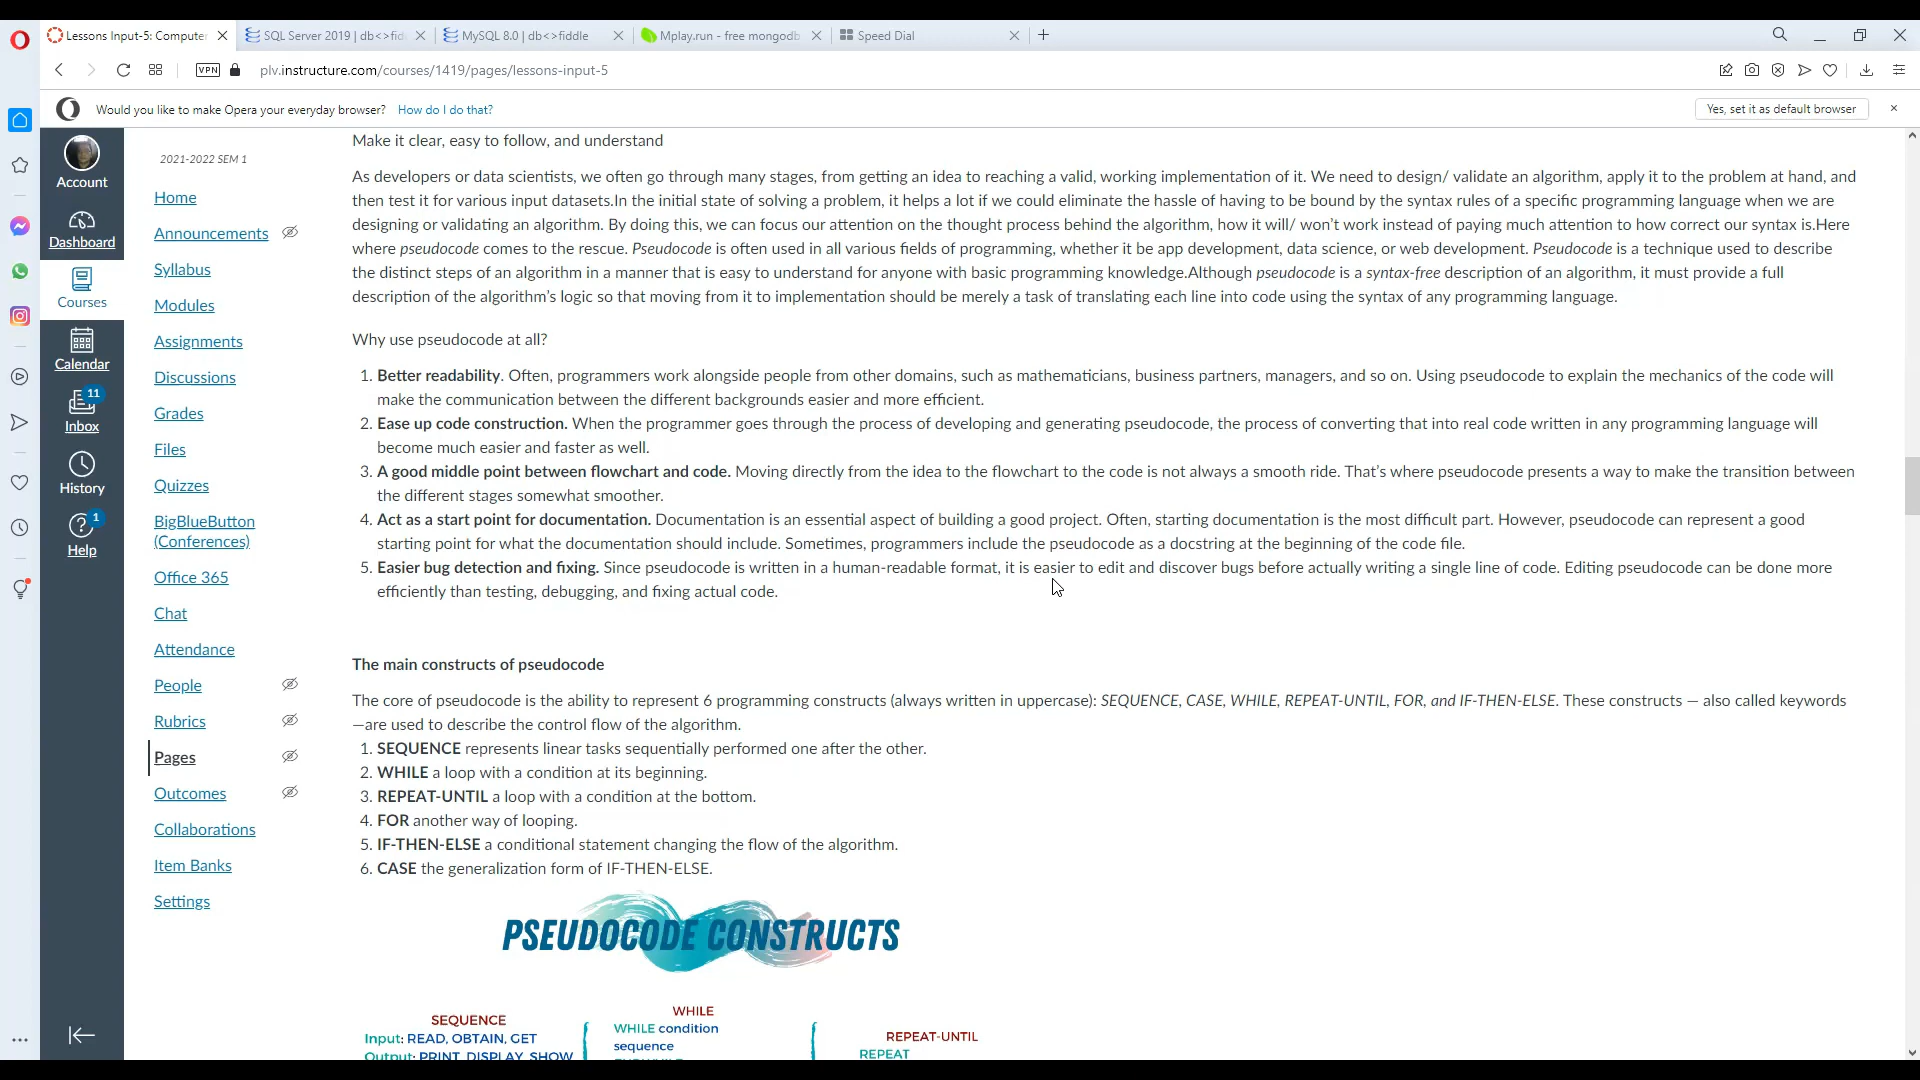 Lessons Input-5: Computer
SQL Server 2019 | db<>fid
MySQL 8.0 | db<>fiddle
Mplay.run - free mongodb
Speed Dial
VPN
plv.instructure.com/courses/1419/pages/lessons-input-5
Would you like to make Opera your everyday browser? How do I do that?
Yes, set it as default browser
Account
Dashboard
Courses
Calendar
11
Inbox
History
1
Help
2021-2022 SEM 1
Home
Announcements
Syllabus
Modules
Assignments
Discussions
Grades
Files
Quizzes
BigBlueButton
(Conferences)
Office 365
Chat
Attendance
People
Rubrics
Pages
Outcomes
Collaborations
Item Banks
Settings
Make it clear, easy to follow, and understand
As developers or data scientists, we often go through many stages, from getting an idea to reaching a valid, working implementation of it. We need to design/ validate an algorithm, apply it to the problem at hand, and
then test it for various input datasets.In the initial state of solving a problem, it helps a lot if we could eliminate the hassle of having to be bound by the syntax rules of a specific programming language when we are
designing or validating an algorithm. By doing this, we can focus our attention on the thought process behind the algorithm, how it will/ won't work instead of paying much attention to how correct our syntax is.Here
where pseudocode comes to the rescue. Pseudocode is often used in all various fields of programming, whether it be app development, data science, or web development. Pseudocode is a technique used to describe
the distinct steps of an algorithm in a manner that is easy to understand for anyone with basic programming knowledge.Although pseudocode is a syntax-free description of an algorithm, it must provide a full
description of the algorithm's logic so that moving from it to implementation should be merely a task of translating each line into code using the syntax of any programming language.
Why use pseudocode at all?
1. Better readability. Often, programmers work alongside people from other domains, such as mathematicians, business partners, managers, and so on. Using pseudocode to explain the mechanics of the code will
make the communication between the different backgrounds easier and more efficient.
2. Ease up code construction. When the programmer goes through the process of developing and generating pseudocode, the process of converting that into real code written in any programming language will
become much easier and faster as well.
3. A good middle point between flowchart and code. Moving directly from the idea to the flowchart to the code is not always a smooth ride. That's where pseudocode presents a way to make the transition between
the different stages somewhat smoother.
4. Act as a start point for documentation. Documentation is an essential aspect of building a good project. Often, starting documentation is the most difficult part. However, pseudocode can represent a good
starting point for what the documentation should include. Sometimes, programmers include the pseudocode as a docstring at the beginning of the code file.
5. Easier bug detection and fixing. Since pseudocode is written in a human-readable format, it is easier to edit and discover bugs before actually writing a single line of code. Editing pseudocode can be done more
efficiently than testing, debugging, and fixing actual code.
The main constructs of pseudocode
The core of pseudocode is the ability to represent 6 programming constructs (always written in uppercase): SEQUENCE, CASE, WHILE, REPEAT-UNTIL, FOR, and IF-THEN-ELSE. These constructs — also called keywords
—are used to describe the control flow of the algorithm.
1. SEQUENCE represents linear tasks sequentially performed one after the other.
2. WHILE a loop with a condition at its beginning.
3. REPEAT-UNTIL a loop with a condition at the bottom.
4. FOR another way of looping.
5. IF-THEN-ELSE a conditional statement changing the flow of the algorithm.
6. CASE the generalization form of IF-THEN-ELSE.
PSEUDOCODE CONSTRUCTS
SEQUENCE
Input: READ, OBTAIN, GET
Output: PRINT, DISPLAY, SHOW
WHILE
WHILE condition
sequence
REPEAT-UNTIL
REPEAT